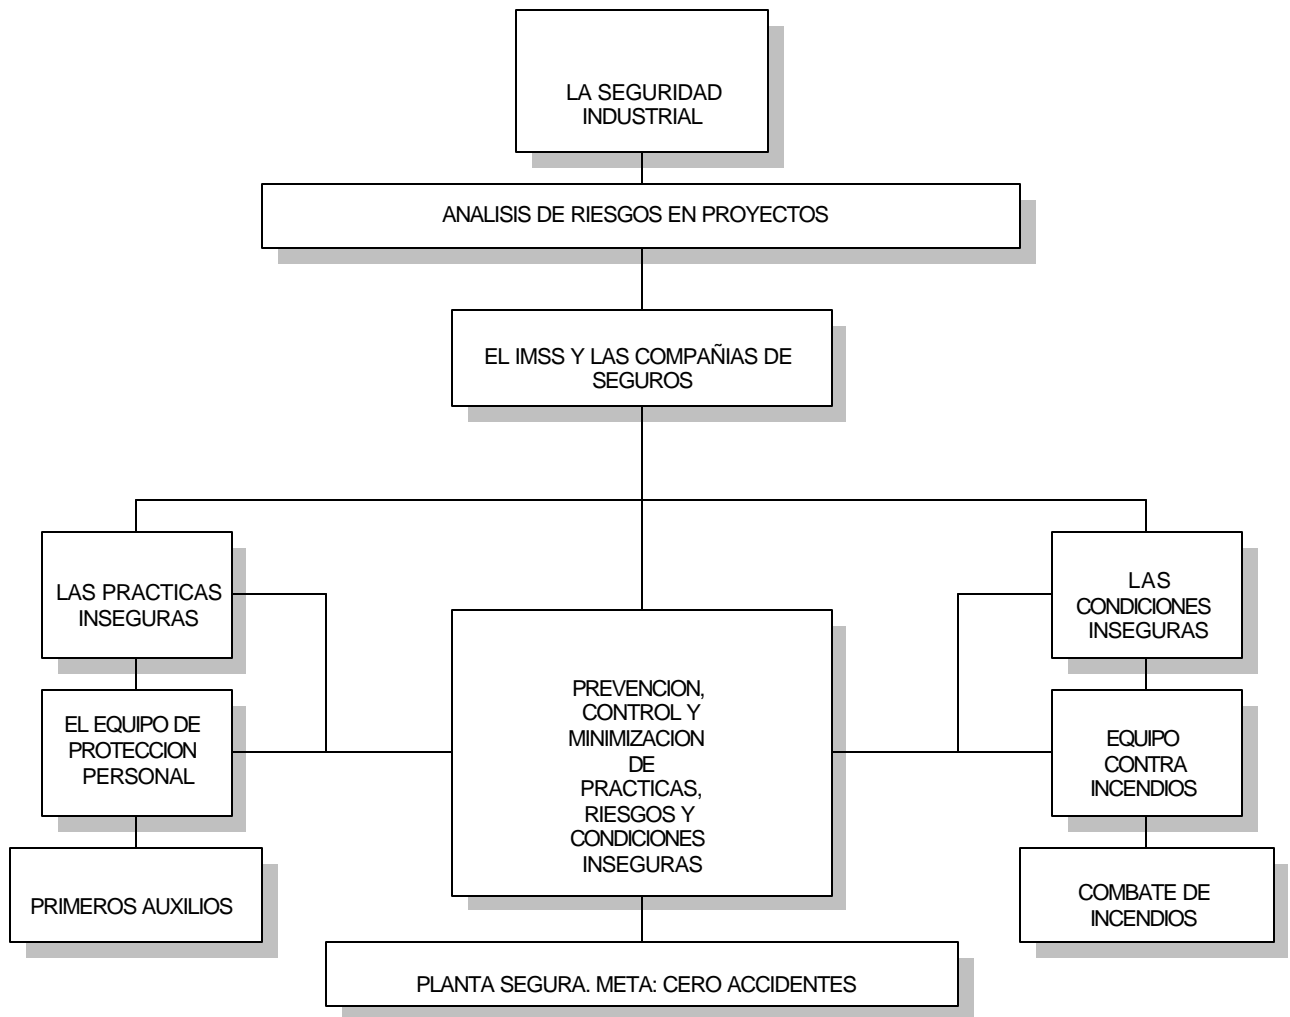 LA SEGURIDAD
INDUSTRIAL
ANALISIS DE RIESGOS EN PROYECTOS
EL IMSS Y LAS COMPAÑIAS DE
SEGUROS
LAS PRACTICAS
INSEGURAS
EL EQUIPO DE
PROTECCION
PERSONAL
PRIMEROS AUXILIOS
PREVENCION,
CONTROL Y
MINIMIZACION
DE
PRACTICAS,
RIESGOS Y
CONDICIONES
INSEGURAS
LAS
CONDICIONES
INSEGURAS
EQUIPO
CONTRA
INCENDIOS
COMBATE DE
INCENDIOS
PLANTA SEGURA. META: CERO ACCIDENTES